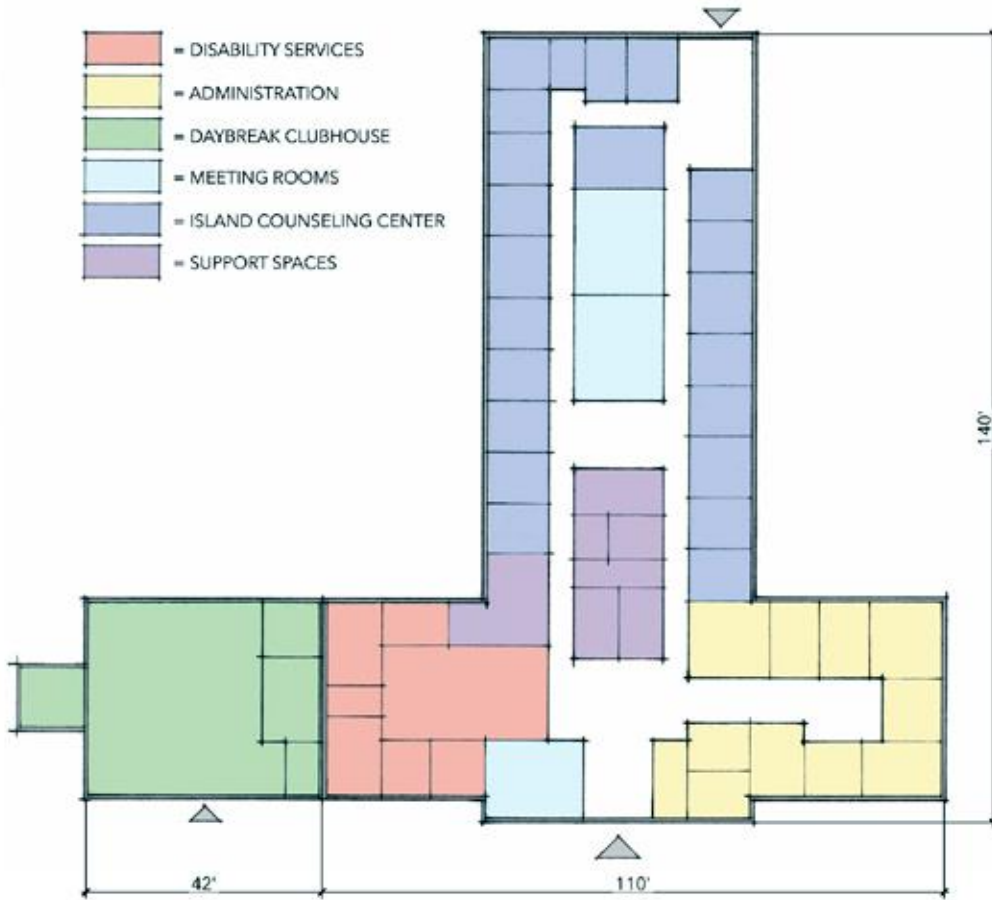 = DISABILITY SERVICES
= ADMINISTRATION
= DAYBREAK CLUBHOUSE
= MEETING ROOMS
= ISLAND COUNSELING CENTER
= SUPPORT SPACES
140'
42'
110'